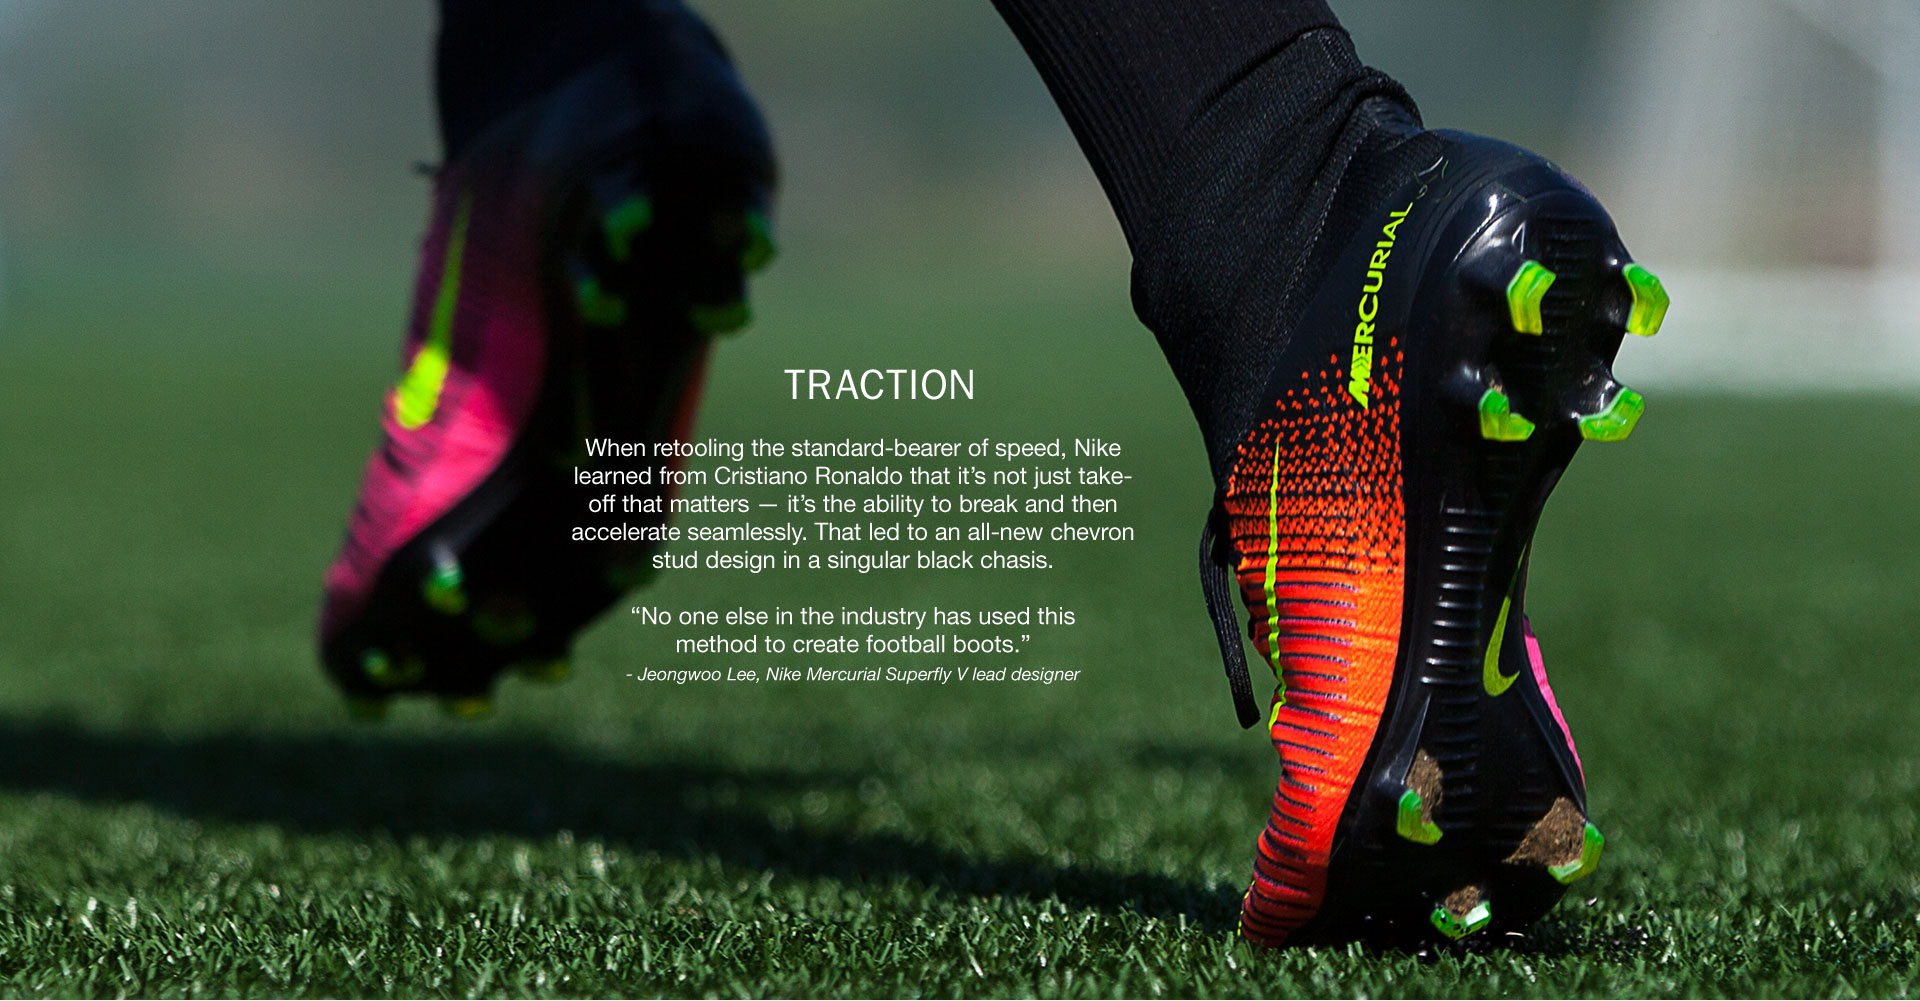 MERCURIAL
TRACTION
When retooling the standard-bearer of speed, Nike
learned from Cristiano Ronaldo that it’s not just take-
off that matters — it’s the ability to break and then
accelerate seamlessly. That led to an all-new chevron
stud design in a singular black chasis.
“No one else in the industry has used this
method to create football boots.”
- Jeongwoo Lee, Nike Mercurial Superfly V lead designer